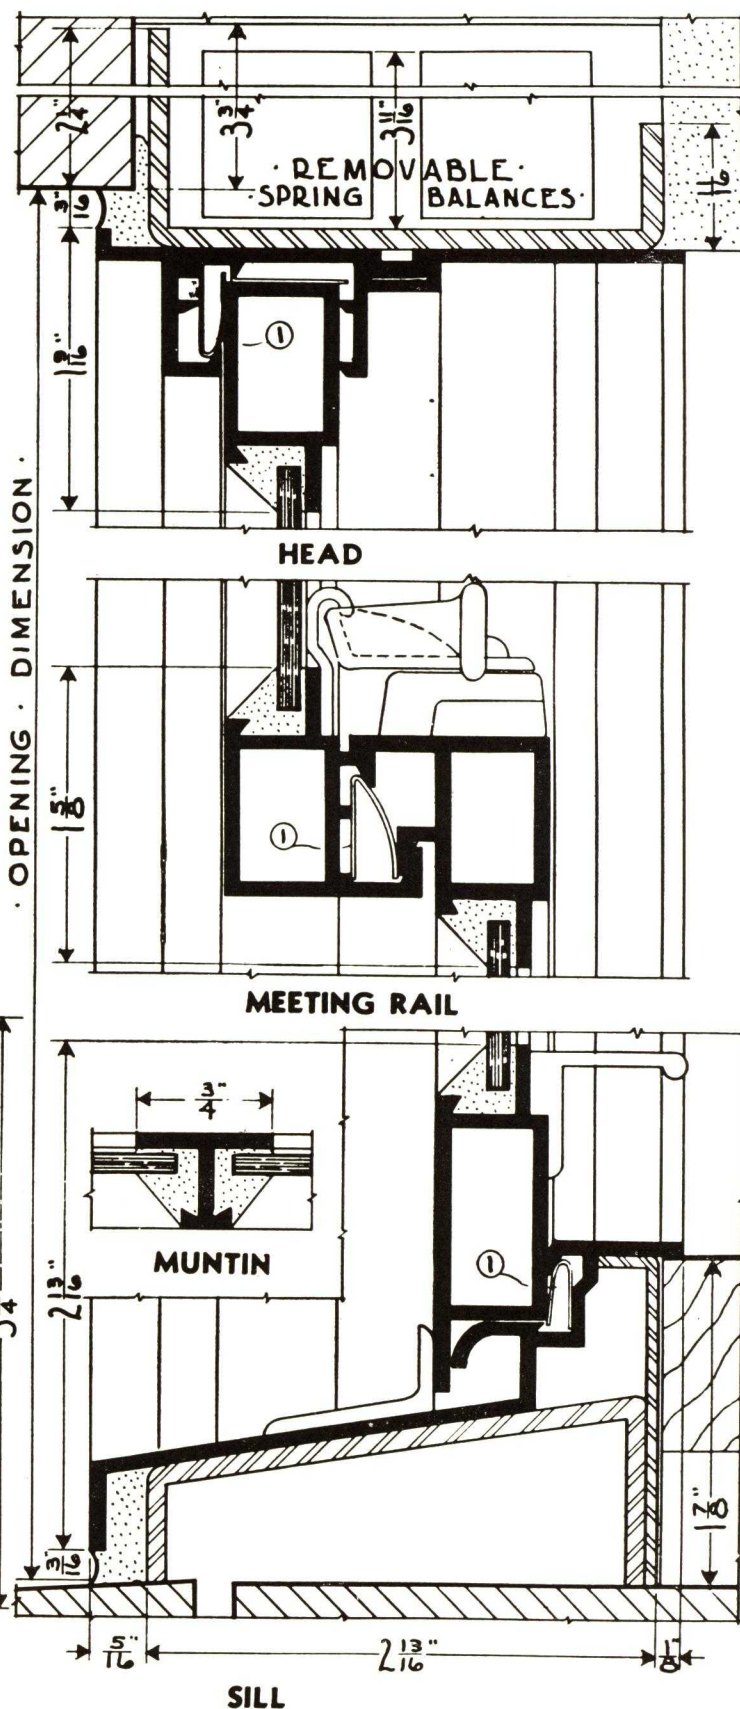 2 1/4"
3 3/4"
3 11/16"
· REMOVABLE ·
· SPRING BALANCES ·
3/16"
1 9/16"
1
HEAD
· OPENING · DIMENSION ·
1 5/8"
1
MEETING RAIL
3/4"
MUNTIN
2 13/16"
1
1 7/8"
3/16"
5/16"
2 13/16"
1/8"
SILL